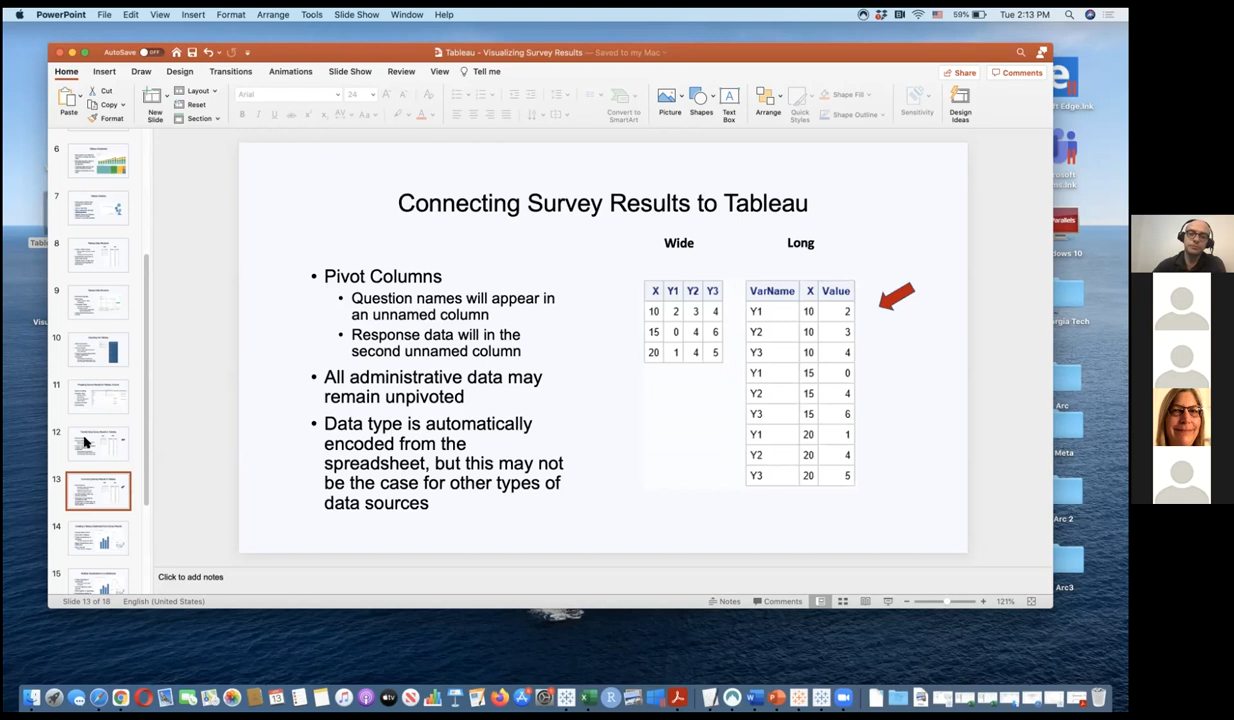 PowerPoint File Edit View Insert Format Arrange Tools Slide Show Window Help 59% Tue 2:13 PM
AutoSave OFF Tableau - Visualizing Survey Results — Saved to my Mac
Home Insert Draw Design Transitions Animations Slide Show Review View Tell me Share Comments
Paste Cut Copy Format New Slide Layout Reset Section Arial 24 Convert to SmartArt Picture Shapes Text Box Arrange Quick Styles Shape Fill Shape Outline Sensitivity Design Ideas
6
7
8
9
10
11
12
13
14
15
Connecting Survey Results to Tableau
• Pivot Columns
• Question names will appear in
an unnamed column
• Response data will in the
second unnamed column
• All administrative data may
remain unpivoted
• Data type is automatically
encoded from the
spreadsheet, but this may not
be the case for other types of
data sources
Wide
X Y1 Y2 Y3
10 2 3 4
15 0 4 6
20 1 4 5
Long
VarName X Value
Y1 10 2
Y2 10 3
Y3 10 4
Y1 15 0
Y2 15 4
Y3 15 6
Y1 20 1
Y2 20 4
Y3 20 5
Click to add notes
Slide 13 of 18 English (United States) Notes Comments 121%
Parallels
Arc
Meta
Arc 2
Arc3